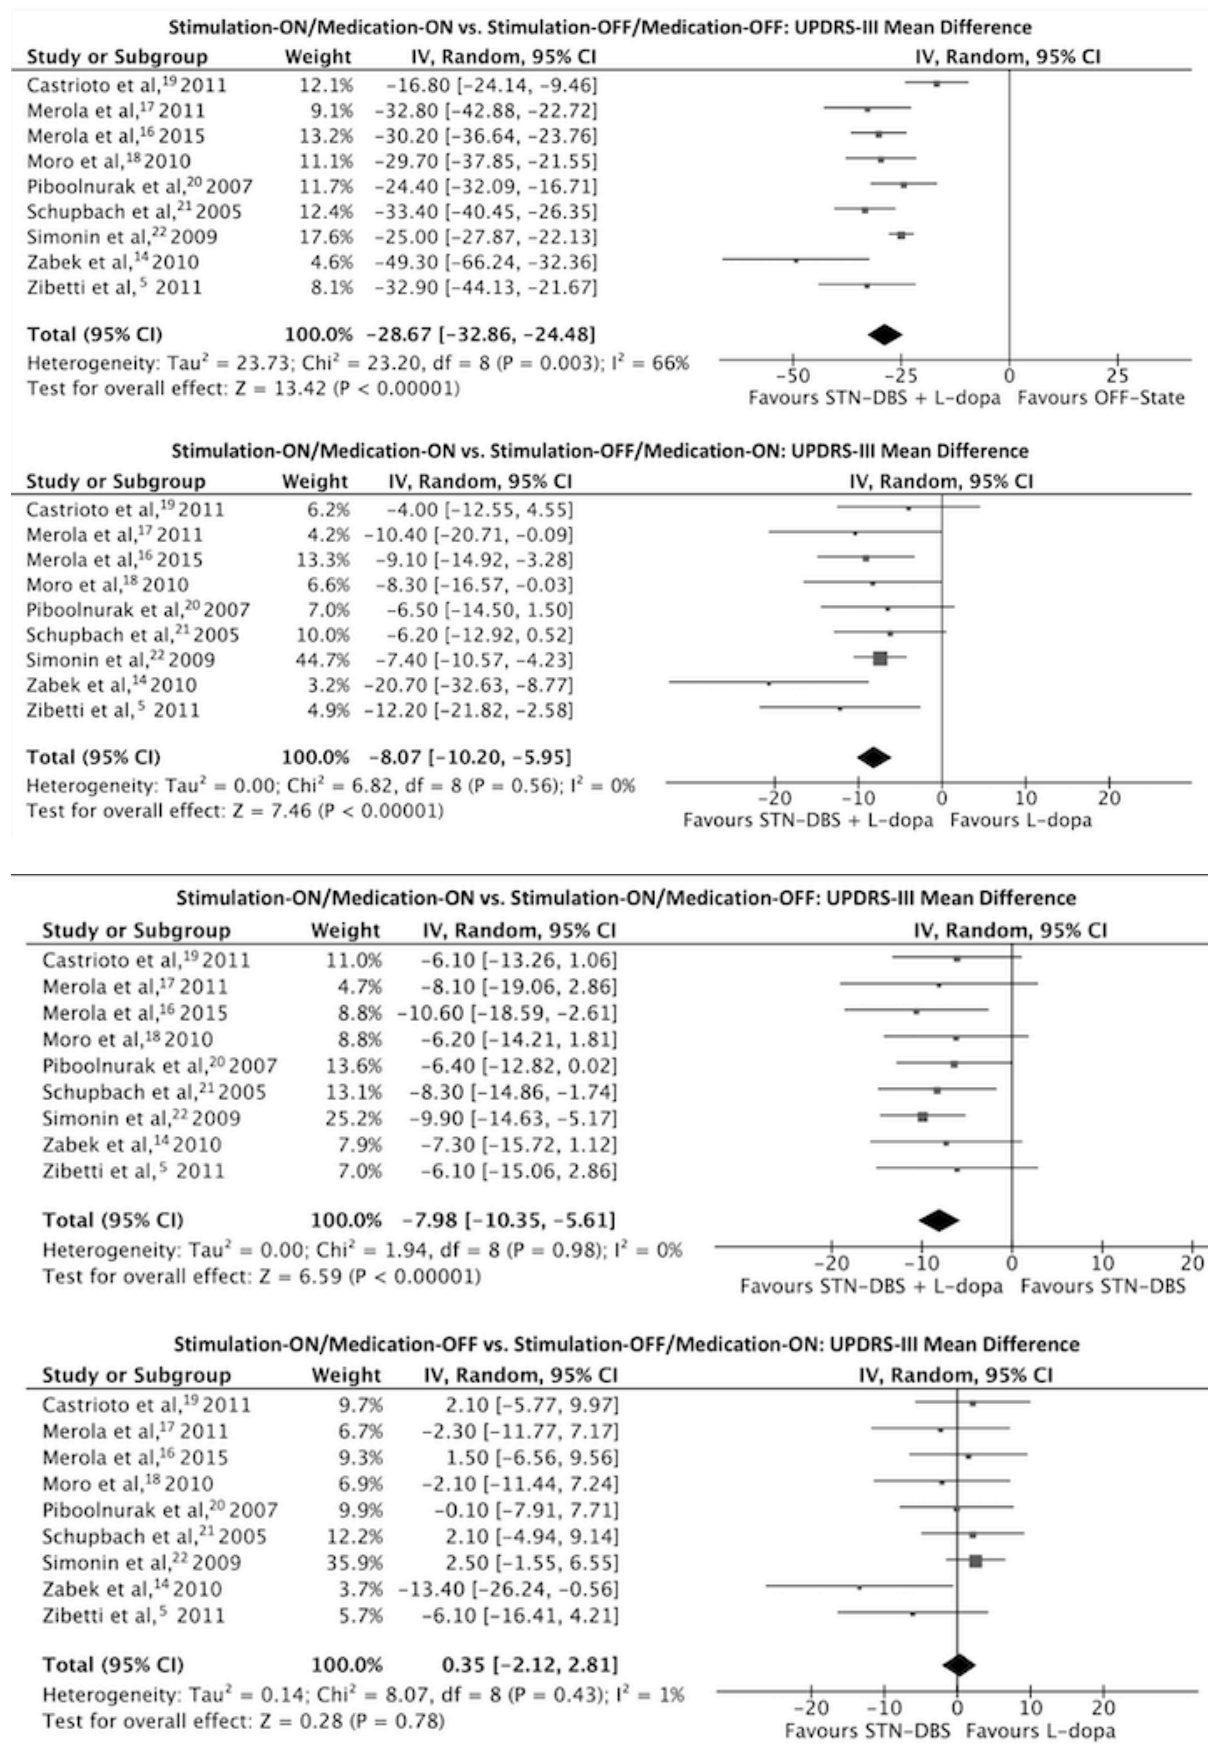 Stimulation-ON/Medication-ON vs. Stimulation-OFF/Medication-OFF: UPDRS-III Mean Difference
Study or Subgroup Weight IV, Random, 95% CI IV, Random, 95% CI
Castrioto et al,¹⁹ 2011 12.1% −16.80 [−24.14, −9.46]
Merola et al,¹⁷ 2011 9.1% −32.80 [−42.88, −22.72]
Merola et al,¹⁶ 2015 13.2% −30.20 [−36.64, −23.76]
Moro et al,¹⁸ 2010 11.1% −29.70 [−37.85, −21.55]
Piboolnurak et al,²⁰ 2007 11.7% −24.40 [−32.09, −16.71]
Schupbach et al,²¹ 2005 12.4% −33.40 [−40.45, −26.35]
Simonin et al,²² 2009 17.6% −25.00 [−27.87, −22.13]
Zabek et al,¹⁴ 2010 4.6% −49.30 [−66.24, −32.36]
Zibetti et al,⁵ 2011 8.1% −32.90 [−44.13, −21.67]
Total (95% CI) 100.0% −28.67 [−32.86, −24.48]
Heterogeneity: Tau² = 23.73; Chi² = 23.20, df = 8 (P = 0.003); I² = 66%
Test for overall effect: Z = 13.42 (P < 0.00001)
−50 −25 0 25
Favours STN−DBS + L−dopa Favours OFF−State
Stimulation-ON/Medication-ON vs. Stimulation-OFF/Medication-ON: UPDRS-III Mean Difference
Study or Subgroup Weight IV, Random, 95% CI IV, Random, 95% CI
Castrioto et al,¹⁹ 2011 6.2% −4.00 [−12.55, 4.55]
Merola et al,¹⁷ 2011 4.2% −10.40 [−20.71, −0.09]
Merola et al,¹⁶ 2015 13.3% −9.10 [−14.92, −3.28]
Moro et al,¹⁸ 2010 6.6% −8.30 [−16.57, −0.03]
Piboolnurak et al,²⁰ 2007 7.0% −6.50 [−14.50, 1.50]
Schupbach et al,²¹ 2005 10.0% −6.20 [−12.92, 0.52]
Simonin et al,²² 2009 44.7% −7.40 [−10.57, −4.23]
Zabek et al,¹⁴ 2010 3.2% −20.70 [−32.63, −8.77]
Zibetti et al,⁵ 2011 4.9% −12.20 [−21.82, −2.58]
Total (95% CI) 100.0% −8.07 [−10.20, −5.95]
Heterogeneity: Tau² = 0.00; Chi² = 6.82, df = 8 (P = 0.56); I² = 0%
Test for overall effect: Z = 7.46 (P < 0.00001)
−20 −10 0 10 20
Favours STN−DBS + L−dopa Favours L−dopa
Stimulation-ON/Medication-ON vs. Stimulation-ON/Medication-OFF: UPDRS-III Mean Difference
Study or Subgroup Weight IV, Random, 95% CI IV, Random, 95% CI
Castrioto et al,¹⁹ 2011 11.0% −6.10 [−13.26, 1.06]
Merola et al,¹⁷ 2011 4.7% −8.10 [−19.06, 2.86]
Merola et al,¹⁶ 2015 8.8% −10.60 [−18.59, −2.61]
Moro et al,¹⁸ 2010 8.8% −6.20 [−14.21, 1.81]
Piboolnurak et al,²⁰ 2007 13.6% −6.40 [−12.82, 0.02]
Schupbach et al,²¹ 2005 13.1% −8.30 [−14.86, −1.74]
Simonin et al,²² 2009 25.2% −9.90 [−14.63, −5.17]
Zabek et al,¹⁴ 2010 7.9% −7.30 [−15.72, 1.12]
Zibetti et al,⁵ 2011 7.0% −6.10 [−15.06, 2.86]
Total (95% CI) 100.0% −7.98 [−10.35, −5.61]
Heterogeneity: Tau² = 0.00; Chi² = 1.94, df = 8 (P = 0.98); I² = 0%
Test for overall effect: Z = 6.59 (P < 0.00001)
−20 −10 0 10 20
Favours STN−DBS + L−dopa Favours STN−DBS
Stimulation-ON/Medication-OFF vs. Stimulation-OFF/Medication-ON: UPDRS-III Mean Difference
Study or Subgroup Weight IV, Random, 95% CI IV, Random, 95% CI
Castrioto et al,¹⁹ 2011 9.7% 2.10 [−5.77, 9.97]
Merola et al,¹⁷ 2011 6.7% −2.30 [−11.77, 7.17]
Merola et al,¹⁶ 2015 9.3% 1.50 [−6.56, 9.56]
Moro et al,¹⁸ 2010 6.9% −2.10 [−11.44, 7.24]
Piboolnurak et al,²⁰ 2007 9.9% −0.10 [−7.91, 7.71]
Schupbach et al,²¹ 2005 12.2% 2.10 [−4.94, 9.14]
Simonin et al,²² 2009 35.9% 2.50 [−1.55, 6.55]
Zabek et al,¹⁴ 2010 3.7% −13.40 [−26.24, −0.56]
Zibetti et al,⁵ 2011 5.7% −6.10 [−16.41, 4.21]
Total (95% CI) 100.0% 0.35 [−2.12, 2.81]
Heterogeneity: Tau² = 0.14; Chi² = 8.07, df = 8 (P = 0.43); I² = 1%
Test for overall effect: Z = 0.28 (P = 0.78)
−20 −10 0 10 20
Favours STN−DBS Favours L−dopa